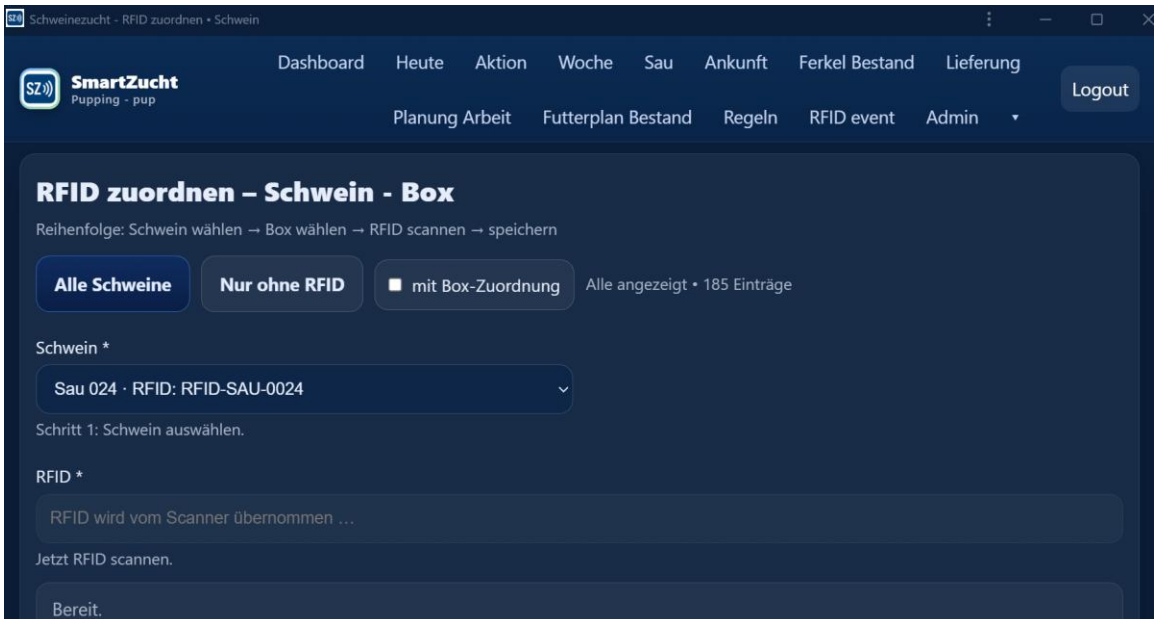 SZ Schweinezucht - RFID zuordnen • Schwein
SZ
SmartZucht
Pupping - pup
Dashboard Heute Aktion Woche Sau Ankunft Ferkel Bestand Lieferung
Planung Arbeit Futterplan Bestand Regeln RFID event Admin
Logout
RFID zuordnen – Schwein - Box
Reihenfolge: Schwein wählen → Box wählen → RFID scannen → speichern
Alle Schweine Nur ohne RFID mit Box-Zuordnung Alle angezeigt • 185 Einträge
Schwein *
Sau 024 · RFID: RFID-SAU-0024
Schritt 1: Schwein auswählen.
RFID *
RFID wird vom Scanner übernommen …
Jetzt RFID scannen.
Bereit.